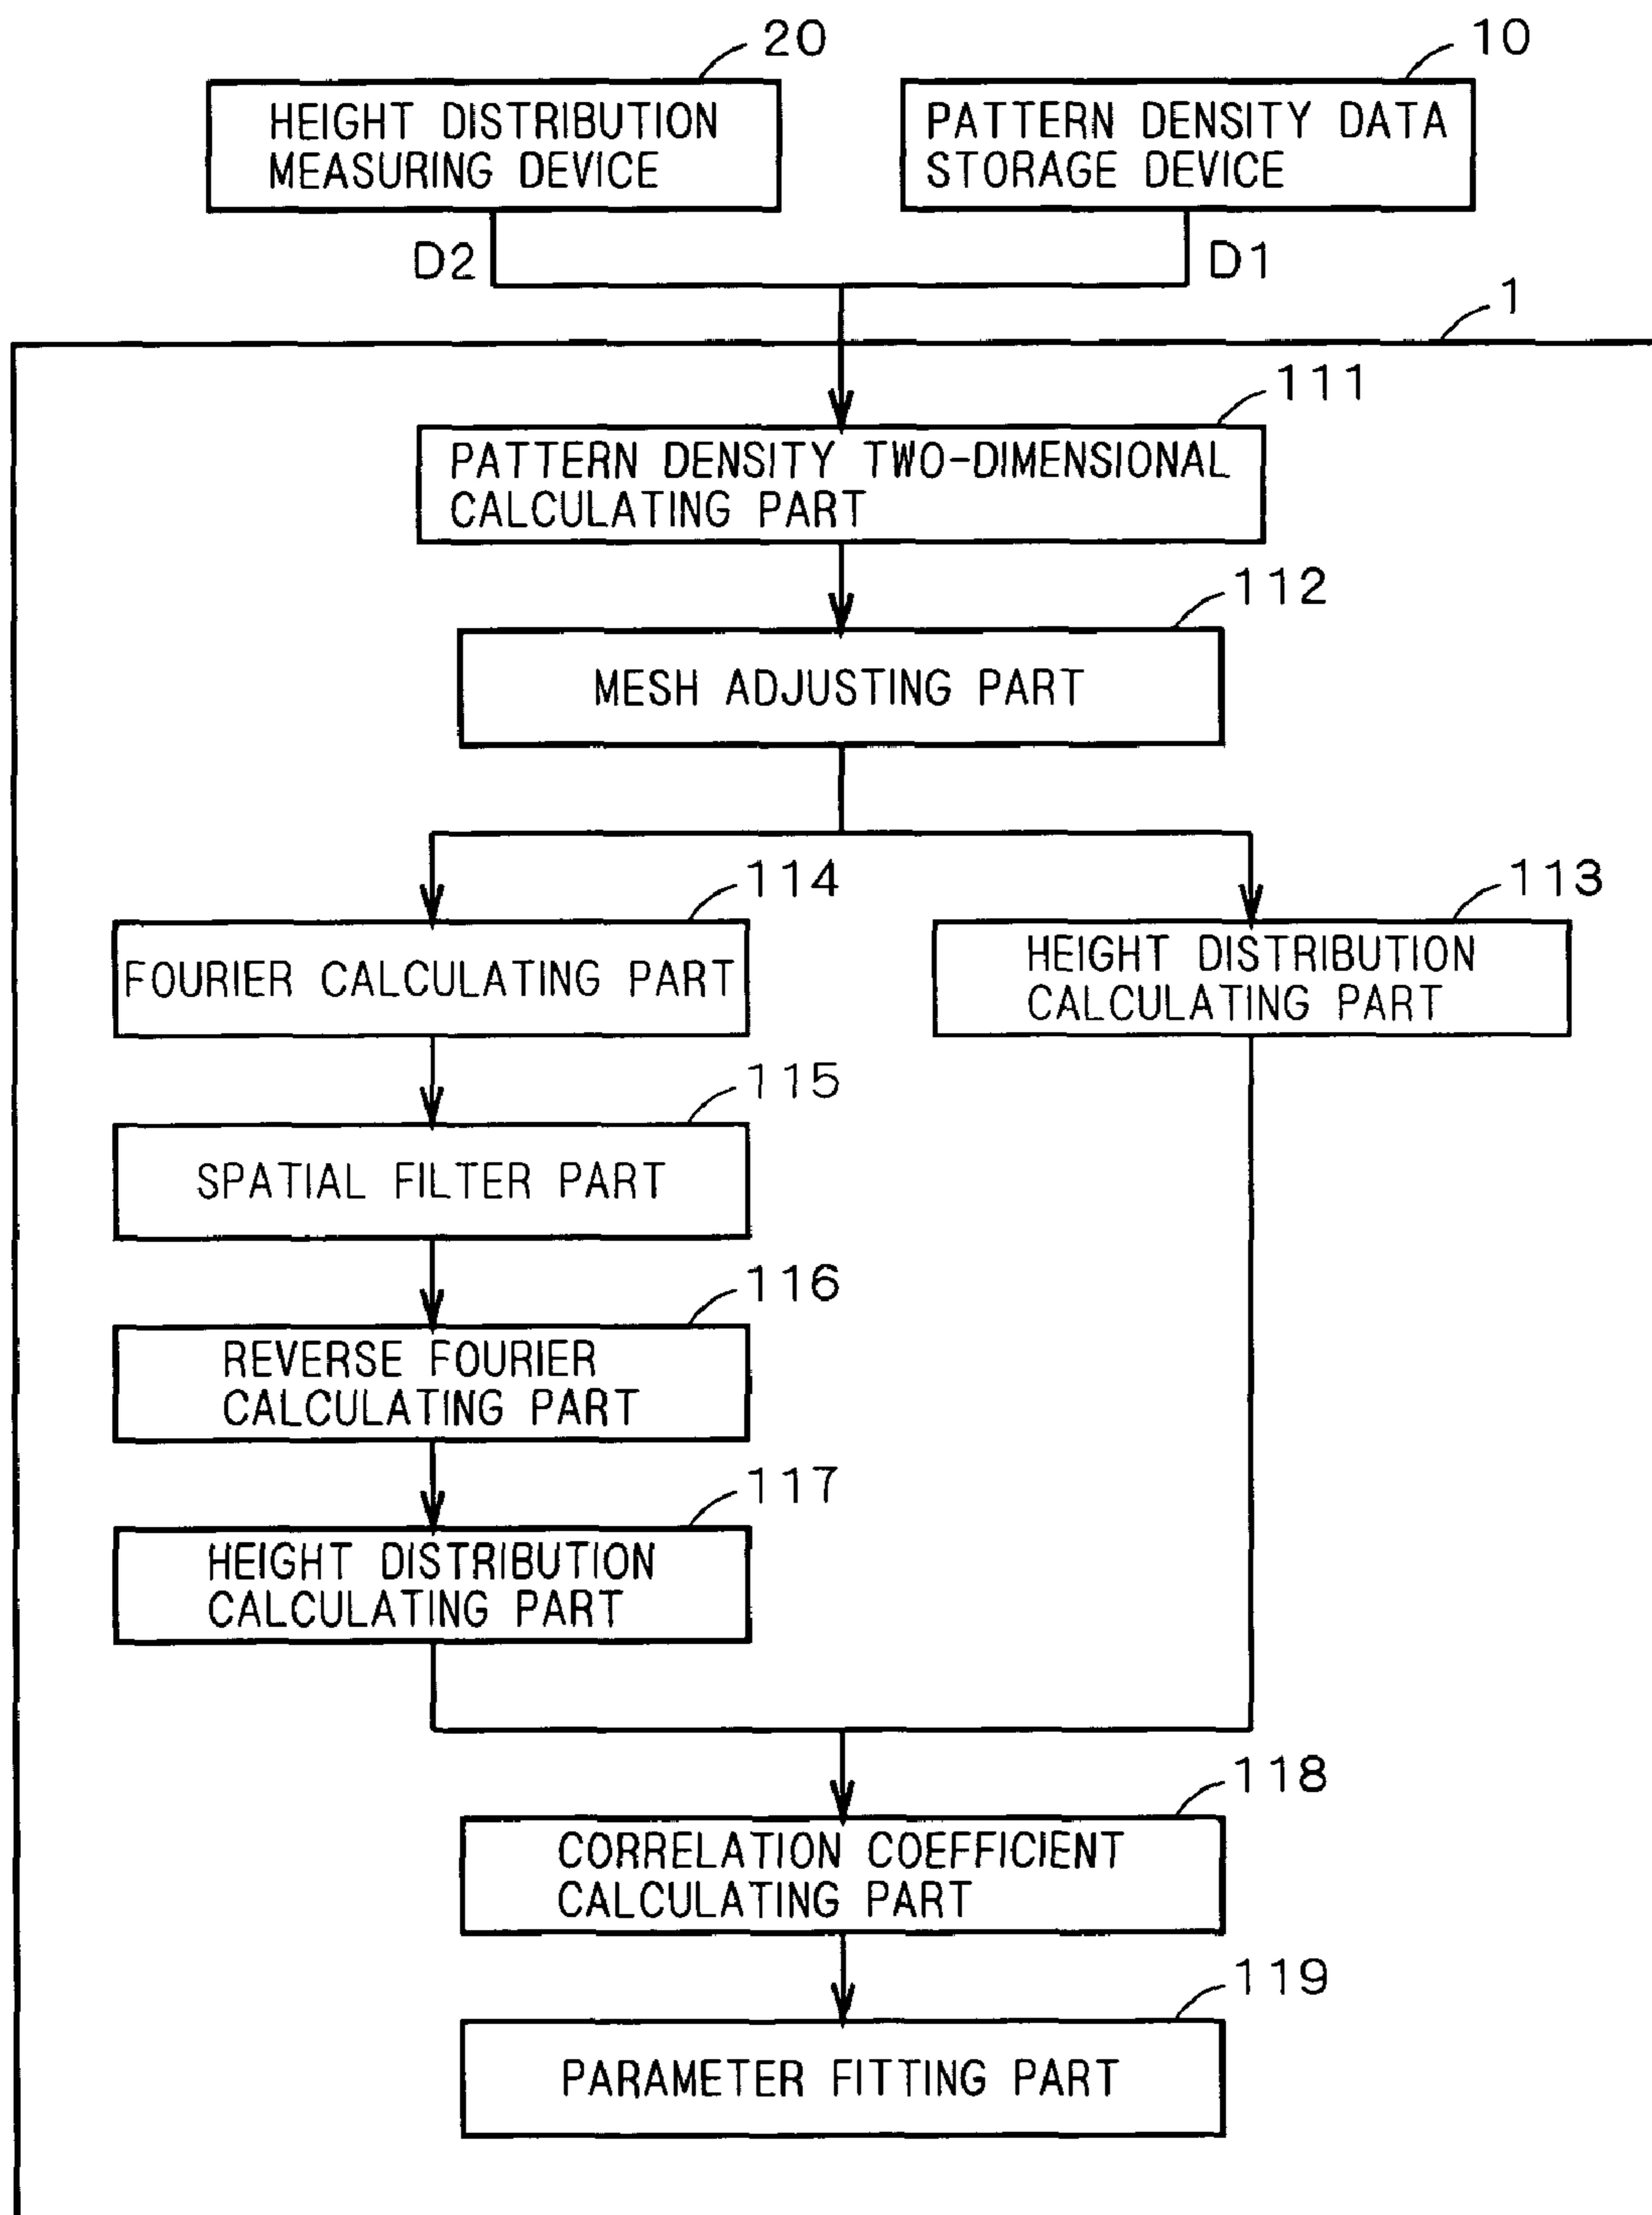 20
10
HEIGHT DISTRIBUTION
MEASURING DEVICE
PATTERN DENSITY DATA
STORAGE DEVICE
D2
D1
1
111
PATTERN DENSITY TWO-DIMENSIONAL
CALCULATING PART
112
MESH ADJUSTING PART
114
113
FOURIER CALCULATING PART
HEIGHT DISTRIBUTION
CALCULATING PART
115
SPATIAL FILTER PART
116
REVERSE FOURIER
CALCULATING PART
117
HEIGHT DISTRIBUTION
CALCULATING PART
118
CORRELATION COEFFICIENT
CALCULATING PART
119
PARAMETER FITTING PART